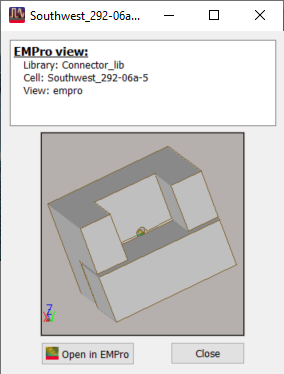 Southwest_292-06a...
EMPro view:
Library: Connector_lib
Cell: Southwest_292-06a-5
View: empro
Z
Open in EMPro
Close